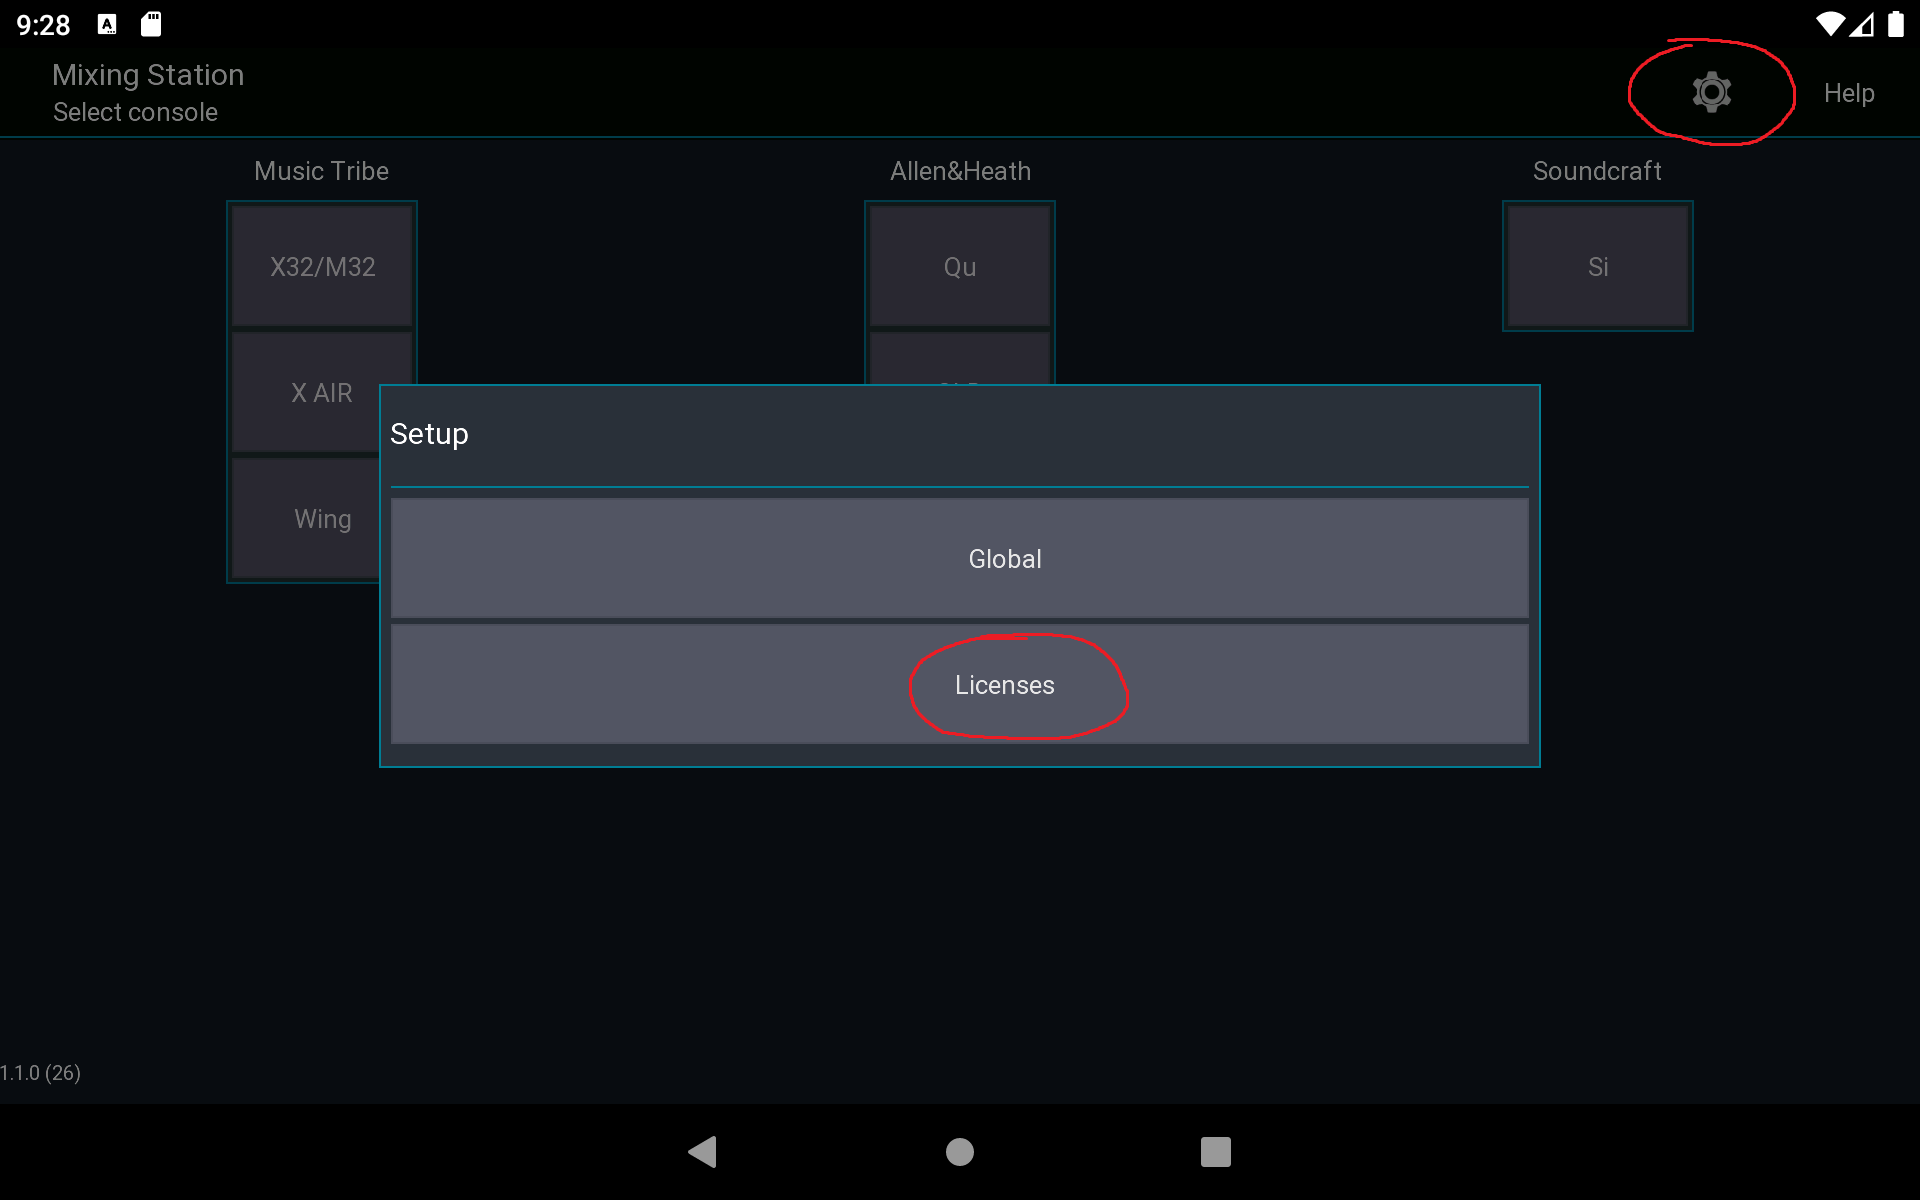 9:28
Mixing Station
Select console
Help
Music Tribe
Allen&Heath
Soundcraft
X32/M32
Qu
Si
X AIR
Wing
Setup
Global
Licenses
1.1.0 (26)